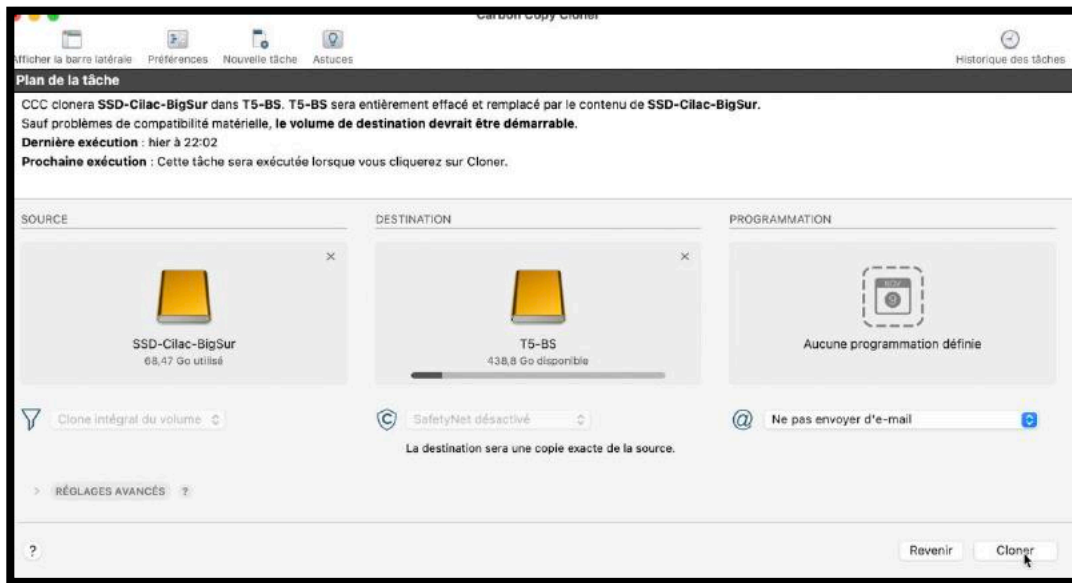 Carbon Copy Cloner
Afficher la barre latérale
Préférences
Nouvelle tâche
Astuces
Historique des tâches
Plan de la tâche
CCC clonera SSD-Cilac-BigSur dans T5-BS. T5-BS sera entièrement effacé et remplacé par le contenu de SSD-Cilac-BigSur.
Sauf problèmes de compatibilité matérielle, le volume de destination devrait être démarrable.
Dernière exécution : hier à 22:02
Prochaine exécution : Cette tâche sera exécutée lorsque vous cliquerez sur Cloner.
SOURCE
DESTINATION
PROGRAMMATION
SSD-Cilac-BigSur
68,47 Go utilisé
T5-BS
438,8 Go disponible
NOV
9
Aucune programmation définie
Clone intégral du volume
SafetyNet désactivé
@ Ne pas envoyer d'e-mail
La destination sera une copie exacte de la source.
> RÉGLAGES AVANCÉS ?
?
Revenir
Cloner